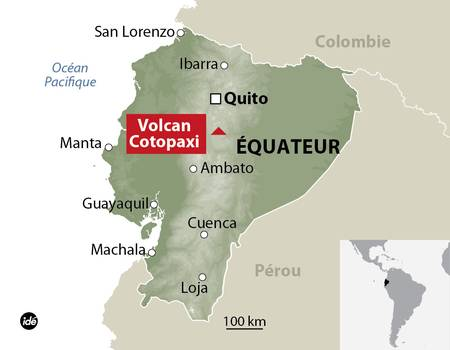 San Lorenzo
Colombie
Océan
Pacifique
Ibarra
Quito
Volcan
Cotopaxi
Manta
ÉQUATEUR
Ambato
Guayaquil
Cuenca
Machala
Pérou
Loja
idé
100 km